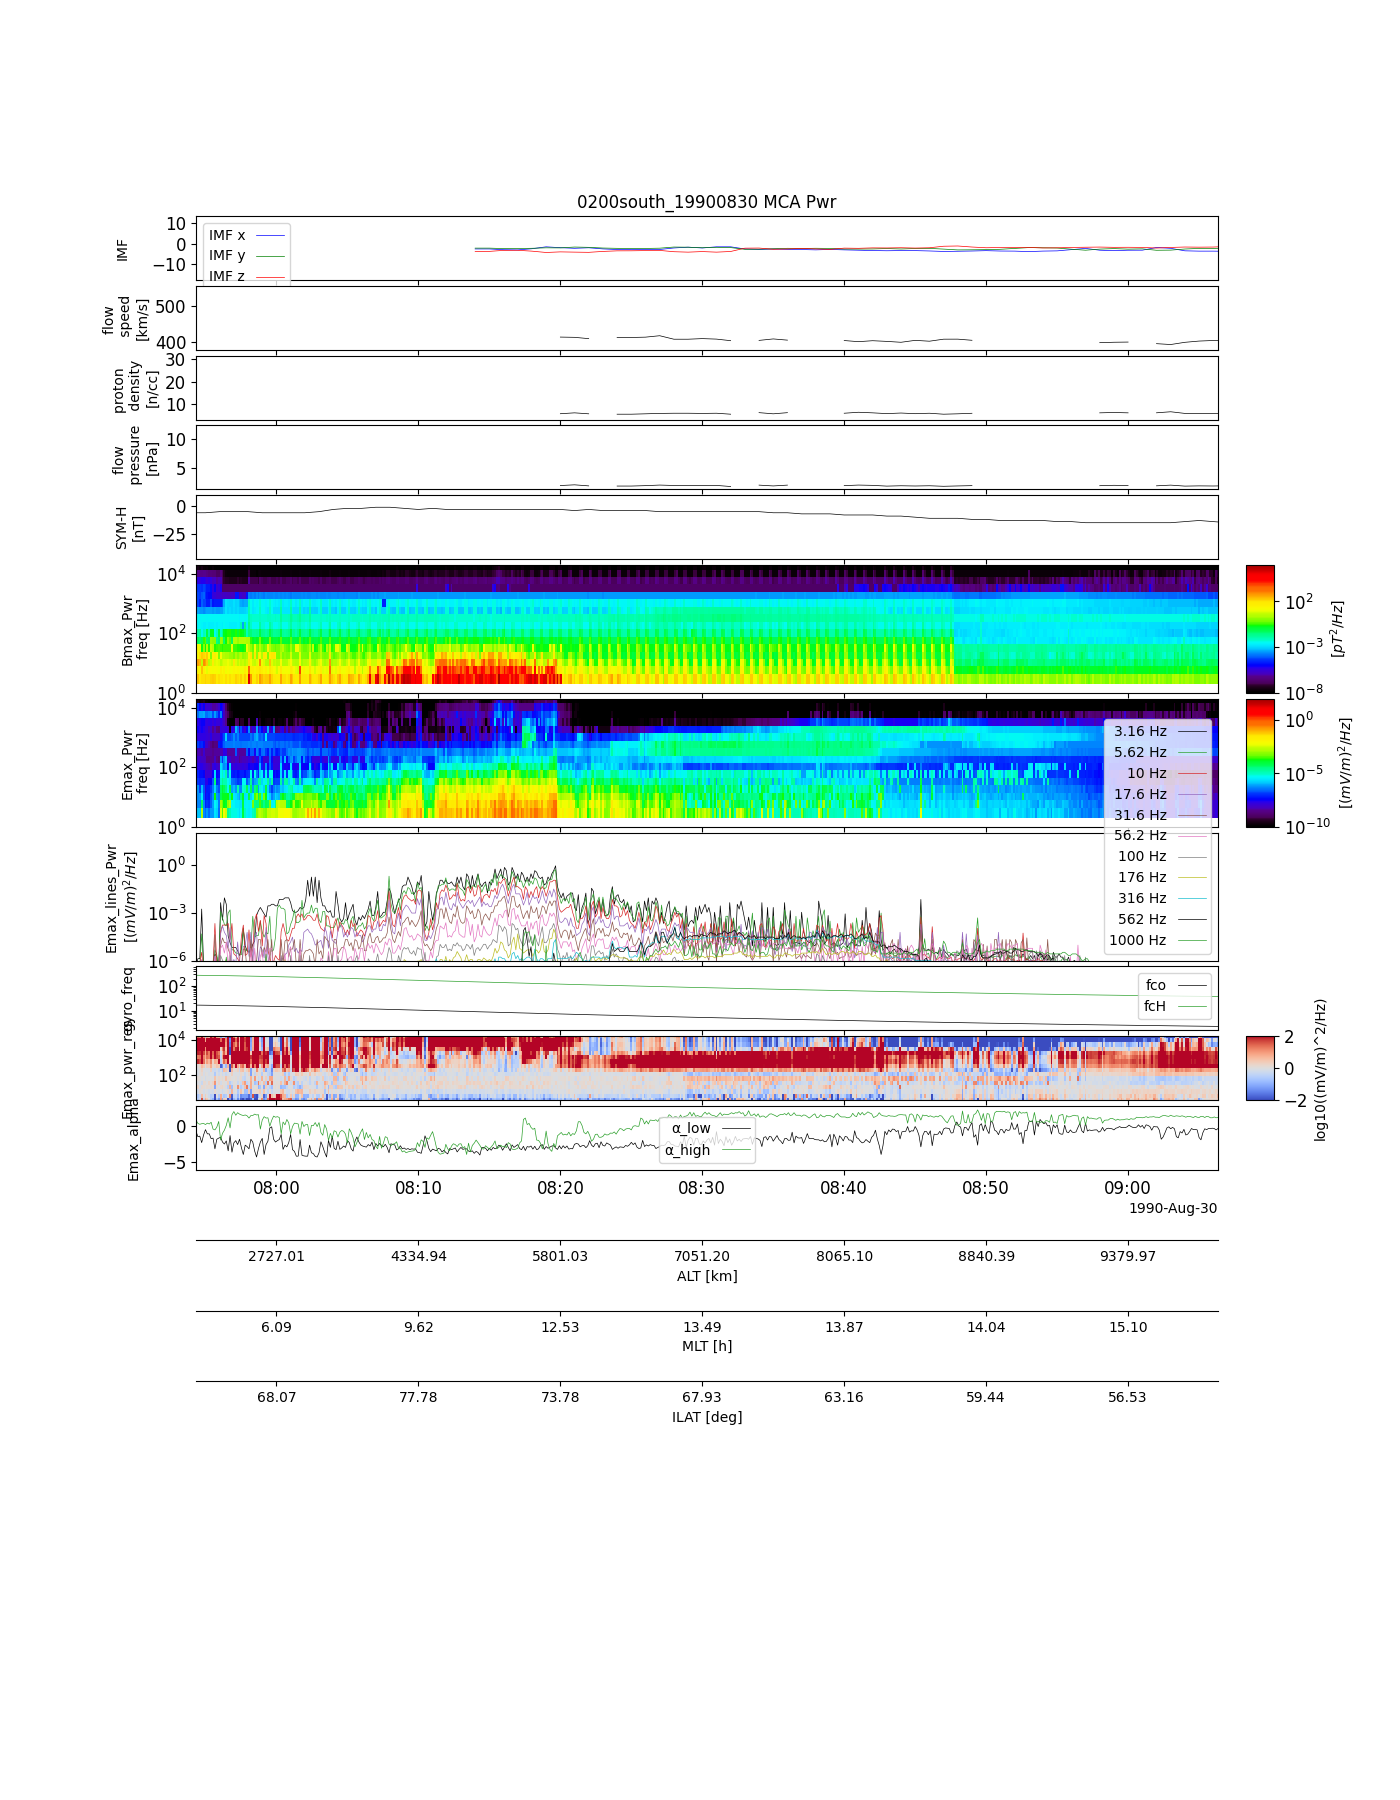 0200south_19900830 MCA Pwr
10
0
−10
IMF
IMF x
IMF y
IMF z
500
400
flow
speed
[km/s]
30
20
10
proton
density
[n/cc]
10
5
flow
pressure
[nPa]
0
−25
SYM-H
[nT]
10^4
10^2
10^0
Bmax_Pwr
freq [Hz]
10^2
10^−3
10^−8
[pT^2/Hz]
10^4
10^2
10^0
Emax_Pwr
freq [Hz]
10^0
10^−5
10^−10
[(mV/m)^2/Hz]
3.16 Hz
5.62 Hz
10 Hz
17.6 Hz
31.6 Hz
56.2 Hz
100 Hz
176 Hz
316 Hz
562 Hz
1000 Hz
10^0
10^−3
10^−6
Emax_lines_Pwr
[(mV/m)^2/Hz]
10^2
10^1
gyro_freq
fco
fcH
10^4
10^2
Emax_pwr_res
2
0
−2
log10((mV/m)^2/Hz)
0
−5
Emax_alpha
α_low
α_high
08:00 08:10 08:20 08:30 08:40 08:50 09:00
1990-Aug-30
2727.01 4334.94 5801.03 7051.20 8065.10 8840.39 9379.97
ALT [km]
6.09 9.62 12.53 13.49 13.87 14.04 15.10
MLT [h]
68.07 77.78 73.78 67.93 63.16 59.44 56.53
ILAT [deg]